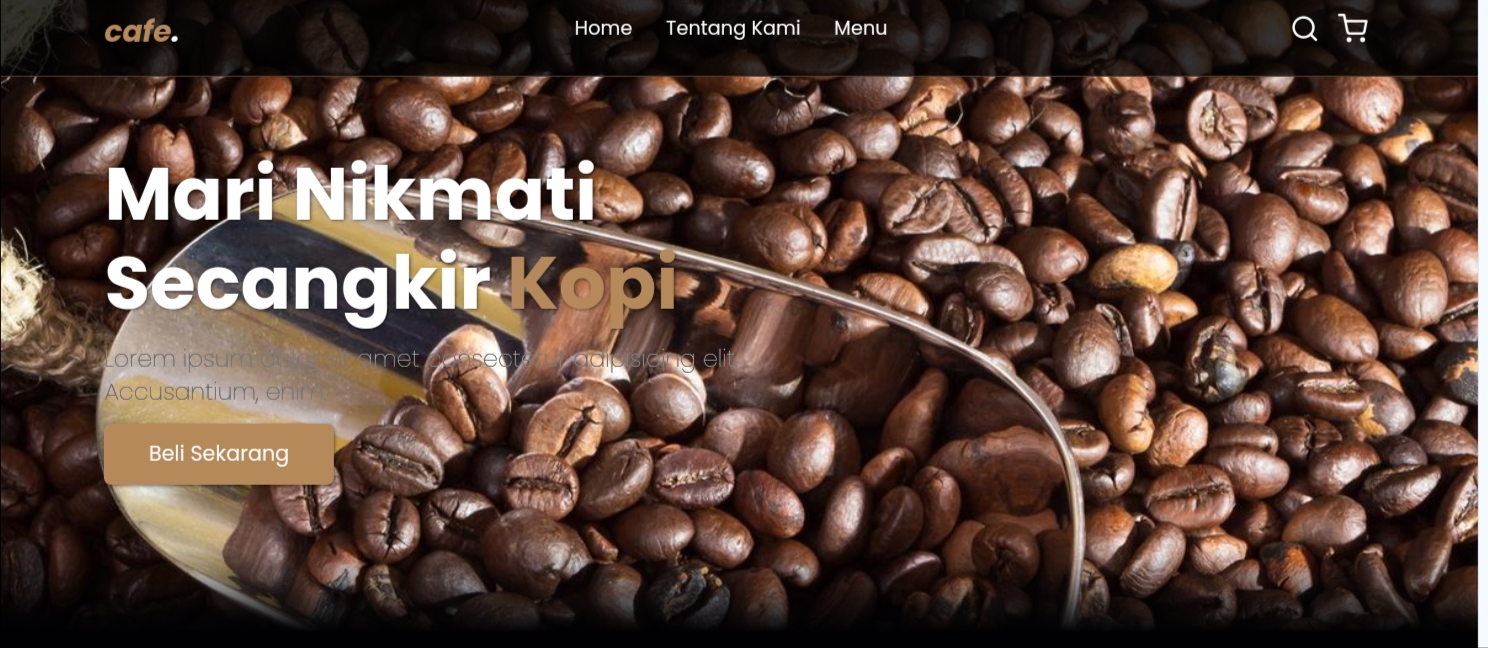 cafe.
Home Tentang Kami Menu
Mari Nikmati
Secangkir Kopi
Lorem ipsum dolor sit amet consectetur adipisicing elit
Accusantium, enim
Beli Sekarang